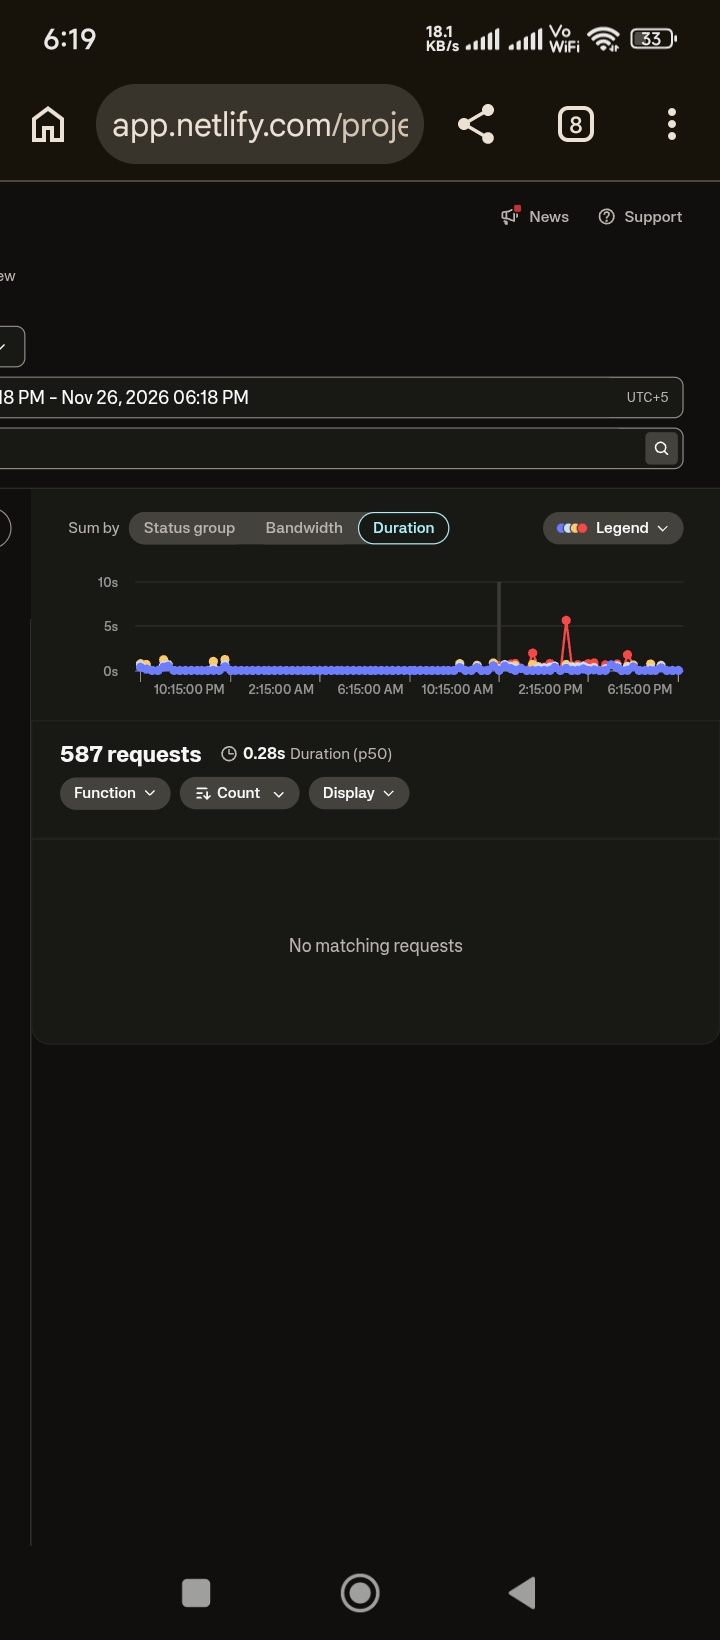 6:19
18.1 KB/s
Vo WiFi
33
app.netlify.com/proje
8
News
Support
ew
18 PM - Nov 26, 2026 06:18 PM
UTC+5
Sum by
Status group
Bandwidth
Duration
Legend
10s
5s
0s
10:15:00 PM
2:15:00 AM
6:15:00 AM
10:15:00 AM
2:15:00 PM
6:15:00 PM
587 requests
0.28s Duration (p50)
Function
Count
Display
No matching requests